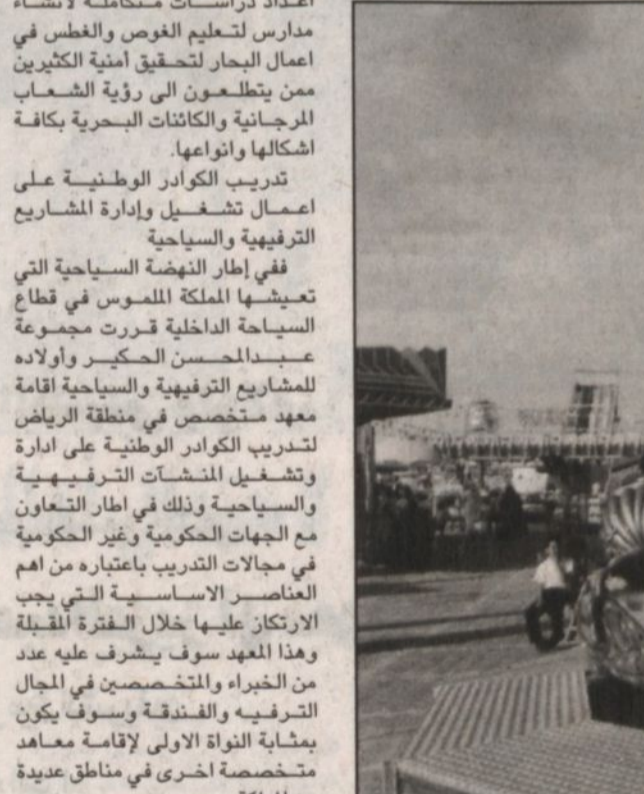 اعداد دراسات متكاملة لانشاء
مدارس لتعليم الغوص والغطس في
اعمال البحار لتحقيق أمنية الكثيرين
ممن يتطلعون الى رؤية الشعاب
المرجانية والكائنات البحرية بكافة
اشكالها وانواعها.
تدريب الكوادر الوطنية على
اعمال تشغيل وإدارة المشاريع
الترفيهية والسياحية
ففي إطار النهضة السياحية التي
تعيشها المملكة الملموس في قطاع
السياحة الداخلية قررت مجموعة
عبدالمحسن الحكير وأولاده
للمشاريع الترفيهية والسياحية اقامة
معهد متخصص في منطقة الرياض
لتدريب الكوادر الوطنية على ادارة
وتشغيل المنشآت الترفيهية
والسياحية وذلك في اطار التعاون
مع الجهات الحكومية وغير الحكومية
في مجالات التدريب باعتباره من اهم
العناصر الاساسية التي يجب
الارتكاز عليها خلال الفترة المقبلة
وهذا المعهد سوف يشرف عليه عدد
من الخبراء والمتخصصين في المجال
الترفيه والفندقة وسوف يكون
بمثابة النواة الاولى لإقامة معاهد
متخصصة اخرى في مناطق عديدة